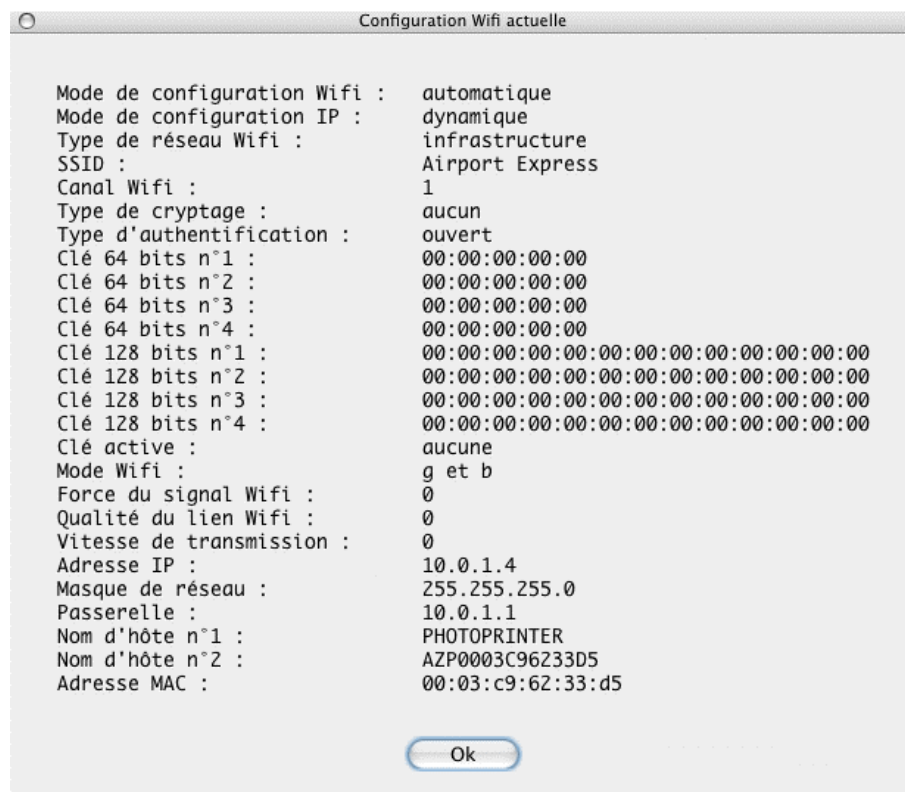 Configuration Wifi actuelle
Mode de configuration Wifi : automatique
Mode de configuration IP : dynamique
Type de réseau Wifi : infrastructure
SSID : Airport Express
Canal Wifi : 1
Type de cryptage : aucun
Type d'authentification : ouvert
Clé 64 bits n°1 : 00:00:00:00:00
Clé 64 bits n°2 : 00:00:00:00:00
Clé 64 bits n°3 : 00:00:00:00:00
Clé 64 bits n°4 : 00:00:00:00:00
Clé 128 bits n°1 : 00:00:00:00:00:00:00:00:00:00:00:00:00
Clé 128 bits n°2 : 00:00:00:00:00:00:00:00:00:00:00:00:00
Clé 128 bits n°3 : 00:00:00:00:00:00:00:00:00:00:00:00:00
Clé 128 bits n°4 : 00:00:00:00:00:00:00:00:00:00:00:00:00
Clé active : aucune
Mode Wifi : g et b
Force du signal Wifi : 0
Qualité du lien Wifi : 0
Vitesse de transmission : 0
Adresse IP : 10.0.1.4
Masque de réseau : 255.255.255.0
Passerelle : 10.0.1.1
Nom d'hôte n°1 : PHOTOPRINTER
Nom d'hôte n°2 : AZP0003C96233D5
Adresse MAC : 00:03:c9:62:33:d5
Ok